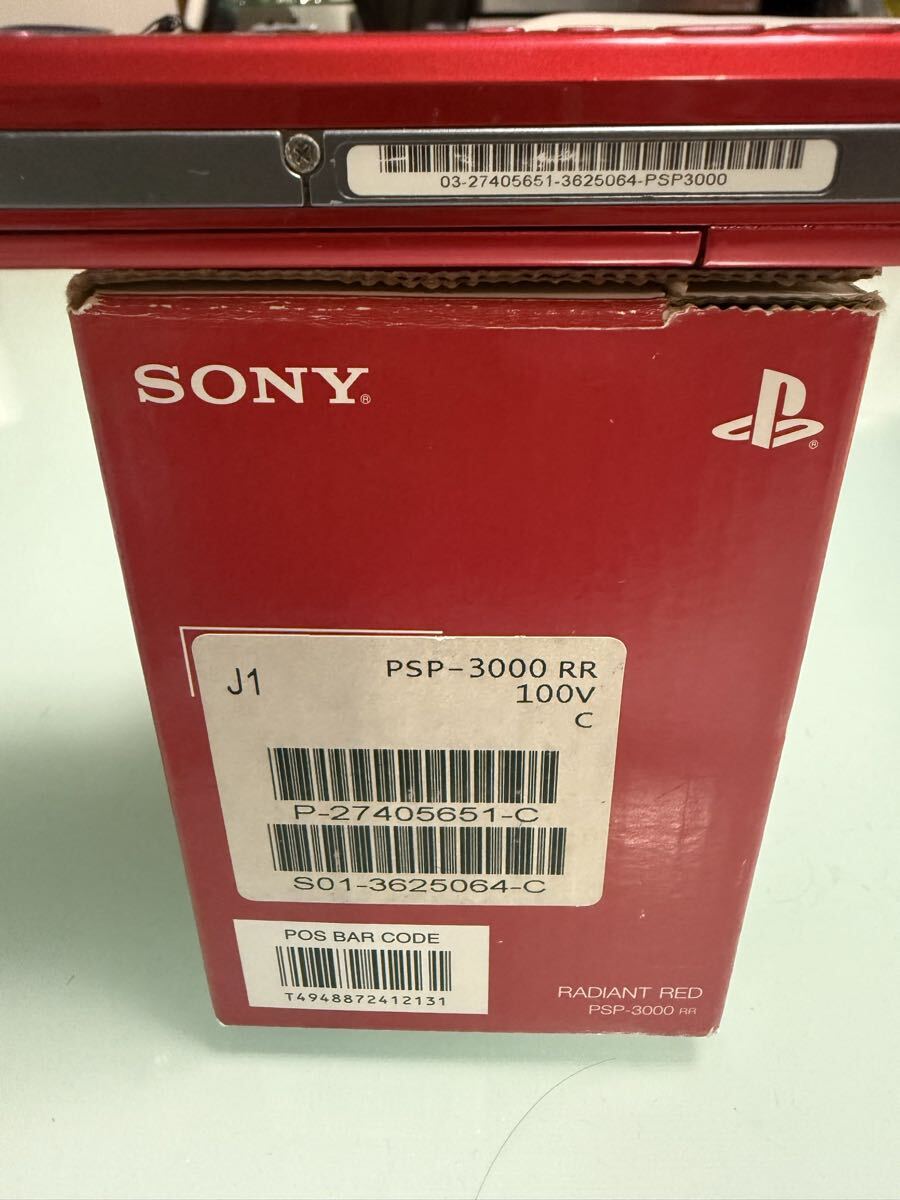 03-27405651-3625064-PSP3000
SONY®
®
J1
PSP-3000 RR
100V
C
P-27405651-C
S01-3625064-C
POS BAR CODE
T4948872412131
RADIANT RED
PSP-3000 RR